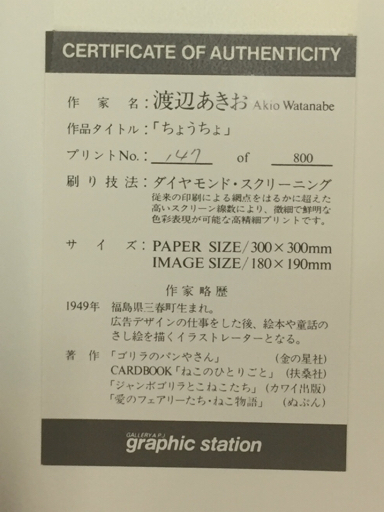 CERTIFICATE OF AUTHENTICITY
作家名：渡辺あきお Akio Watanabe
作品タイトル：「ちょうちょ」
プリントNo.： 147 of 800
刷り技法：ダイヤモンド・スクリーニング
従来の印刷による網点をはるかに超えた
高いスクリーン線数により、微細で鮮明な
色彩表現が可能な高精細プリントです。
サイズ：PAPER SIZE/300×300mm
IMAGE SIZE/180×190mm
作家略歴
1949年 福島県三春町生まれ。
広告デザインの仕事をした後、絵本や童話の
さし絵を描くイラストレーターとなる。
著作 「ゴリラのパンやさん」 （金の星社）
CARDBOOK「ねこのひとりごと」（扶桑社）
「ジャンボゴリラとこねこたち」（カワイ出版）
「愛のフェアリーたち・ねこ物語」（ぬぷん）
GALLERY A.P.J.
graphic station